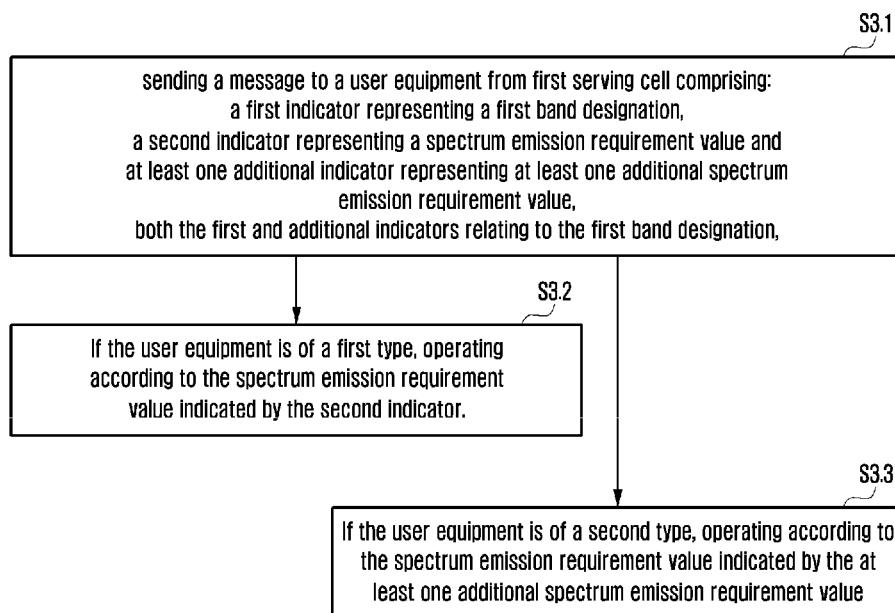 S3.1
sending a message to a user equipment from first serving cell comprising:
a first indicator representing a first band designation,
a second indicator representing a spectrum emission requirement value and
at least one additional indicator representing at least one additional spectrum
emission requirement value,
both the first and additional indicators relating to the first band designation,
S3.2
If the user equipment is of a first type, operating
according to the spectrum emission requirement
value indicated by the second indicator.
S3.3
If the user equipment is of a second type, operating according to
the spectrum emission requirement value indicated by the at
least one additional spectrum emission requirement value